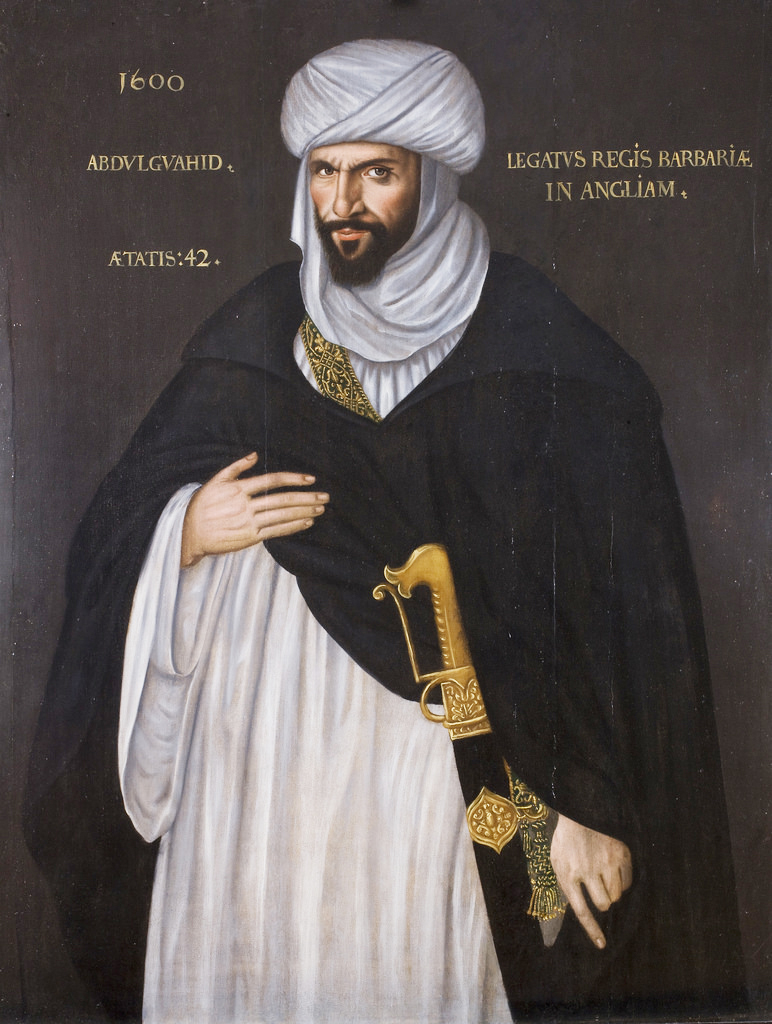 1600
ABDVLGVAHID.
ÆTATIS:42.
LEGATVS REGIS BARBARIÆ
IN ANGLIAM.